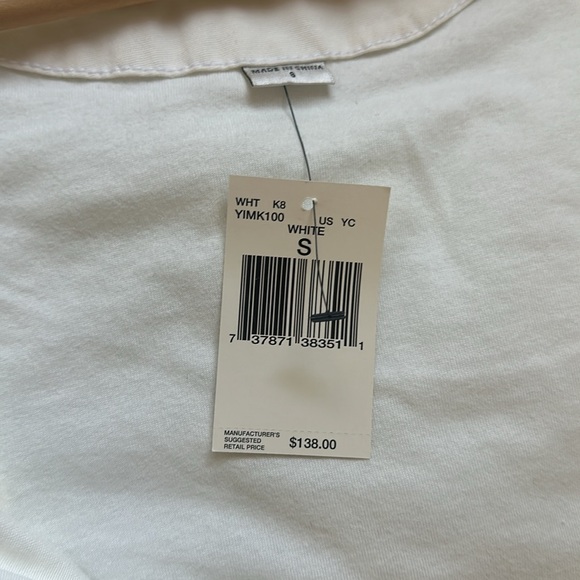 MADE IN CHINA
S
WHT K8
YIMK100 US YC
WHITE
S
7 37871 38351 1
MANUFACTURER'S
SUGGESTED
RETAIL PRICE $138.00